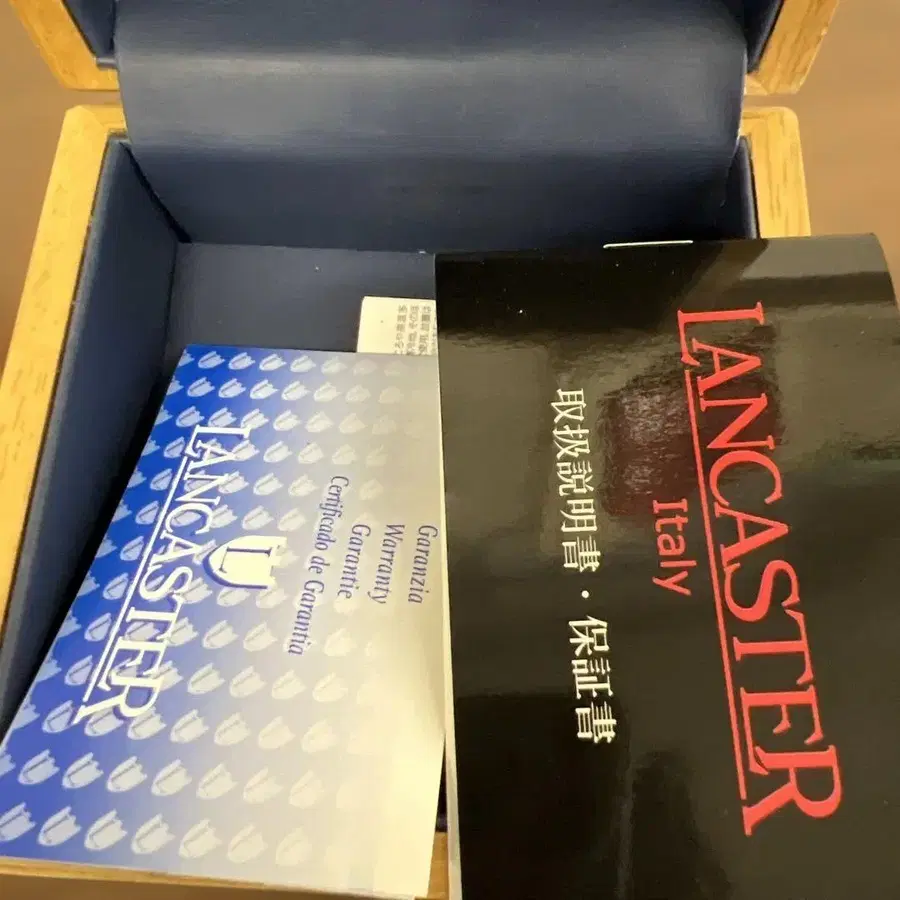 LANCASTER
Garanzia
Warranty
Garantie
Certificado de Garantia
LANCASTER
Italy
取扱説明書・保証書